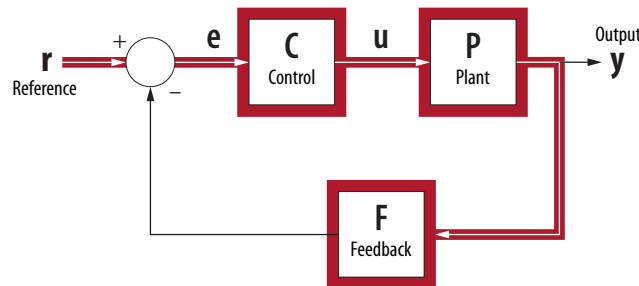 r
Reference
+
−
e
C
Control
u
P
Plant
Output
y
F
Feedback